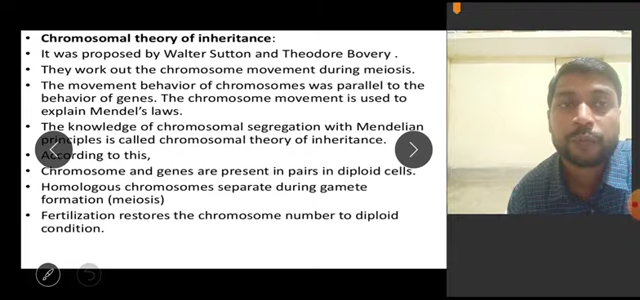 • Chromosomal theory of inheritance:
• It was proposed by Walter Sutton and Theodore Bovery .
• They work out the chromosome movement during meiosis.
• The movement behavior of chromosomes was parallel to the
behavior of genes. The chromosome movement is used to
explain Mendel's laws.
• The knowledge of chromosomal segregation with Mendelian
principles is called chromosomal theory of inheritance.
• According to this,
• Chromosome and genes are present in pairs in diploid cells.
• Homologous chromosomes separate during gamete
formation (meiosis)
• Fertilization restores the chromosome number to diploid
condition.